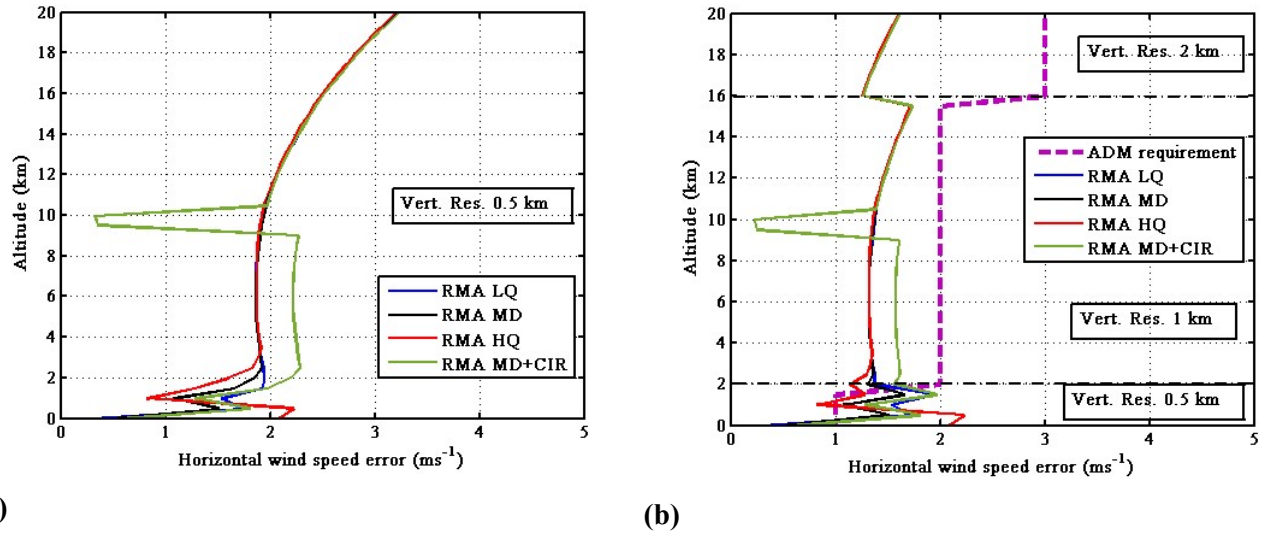 20
18
16
14
12
10
8
6
4
2
0
Altitude (km)
Vert. Res. 0.5 km
RMA LQ
RMA MD
RMA HQ
RMA MD+CIR
0 1 2 3 4 5
Horizontal wind speed error (ms⁻¹)
)
20
18
16
14
12
10
8
6
4
2
0
Altitude (km)
Vert. Res. 2 km
ADM requirement
RMA LQ
RMA MD
RMA HQ
RMA MD+CIR
Vert. Res. 1 km
Vert. Res. 0.5 km
0 1 2 3 4 5
Horizontal wind speed error (ms⁻¹)
(b)